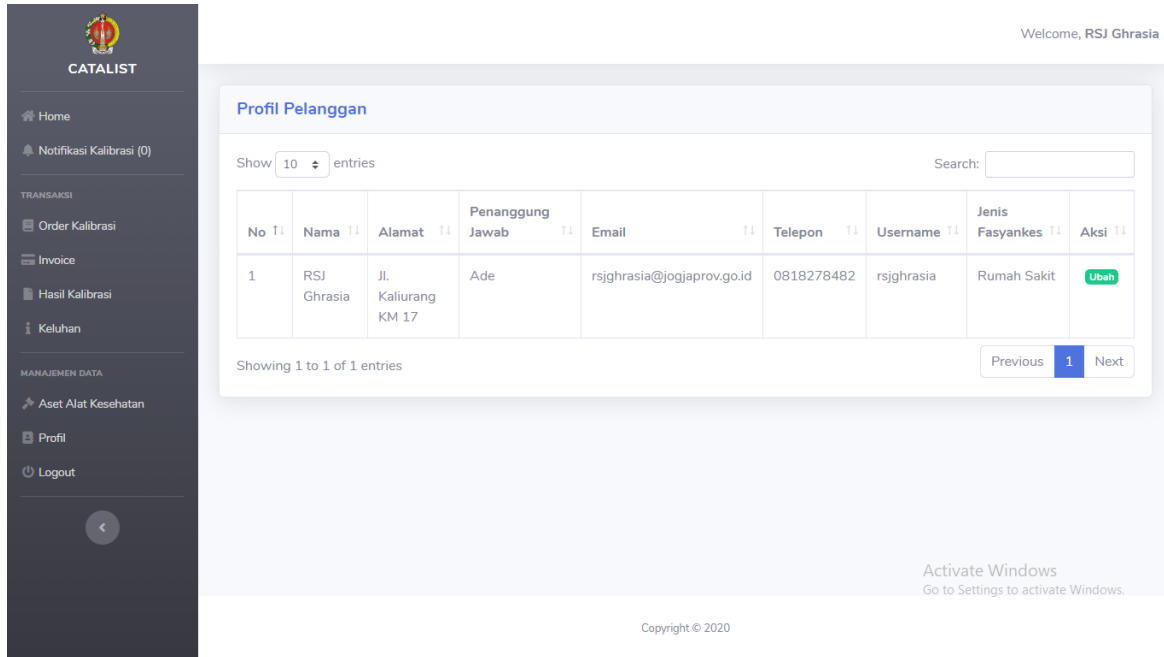 CATALIST
Home
Notifikasi Kalibrasi (0)
TRANSAKSI
Order Kalibrasi
Invoice
Hasil Kalibrasi
Keluhan
MANAJEMEN DATA
Aset Alat Kesehatan
Profil
Logout
Welcome, RSJ Ghrasia
Profil Pelanggan
Show 10 entries
Search:
No Nama Alamat Penanggung Jawab Email Telepon Username Jenis Fasyankes Aksi
1 RSJ Ghrasia Jl. Kaliurang KM 17 Ade rsjghrasia@jogjaprov.go.id 0818278482 rsjghrasia Rumah Sakit Ubah
Showing 1 to 1 of 1 entries
Previous 1 Next
Activate Windows
Go to Settings to activate Windows.
Copyright © 2020